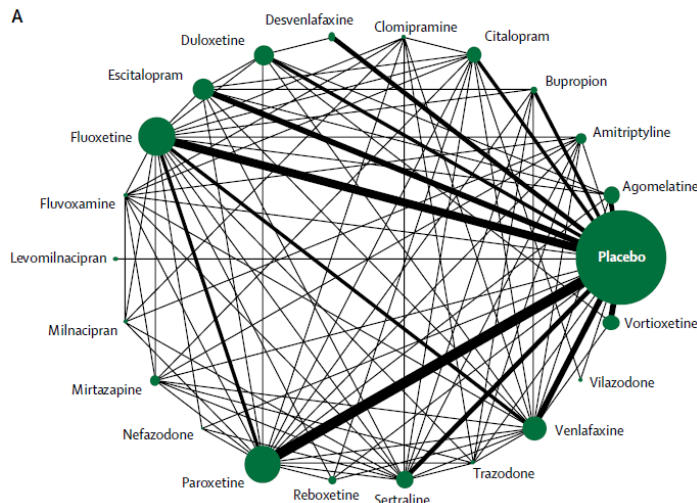 A
Desvenlafaxine
Clomipramine
Duloxetine
Citalopram
Escitalopram
Bupropion
Fluoxetine
Amitriptyline
Agomelatine
Fluvoxamine
Levomilnacipran
Placebo
Milnacipran
Vortioxetine
Mirtazapine
Vilazodone
Nefazodone
Venlafaxine
Paroxetine
Trazodone
Reboxetine
Sertraline